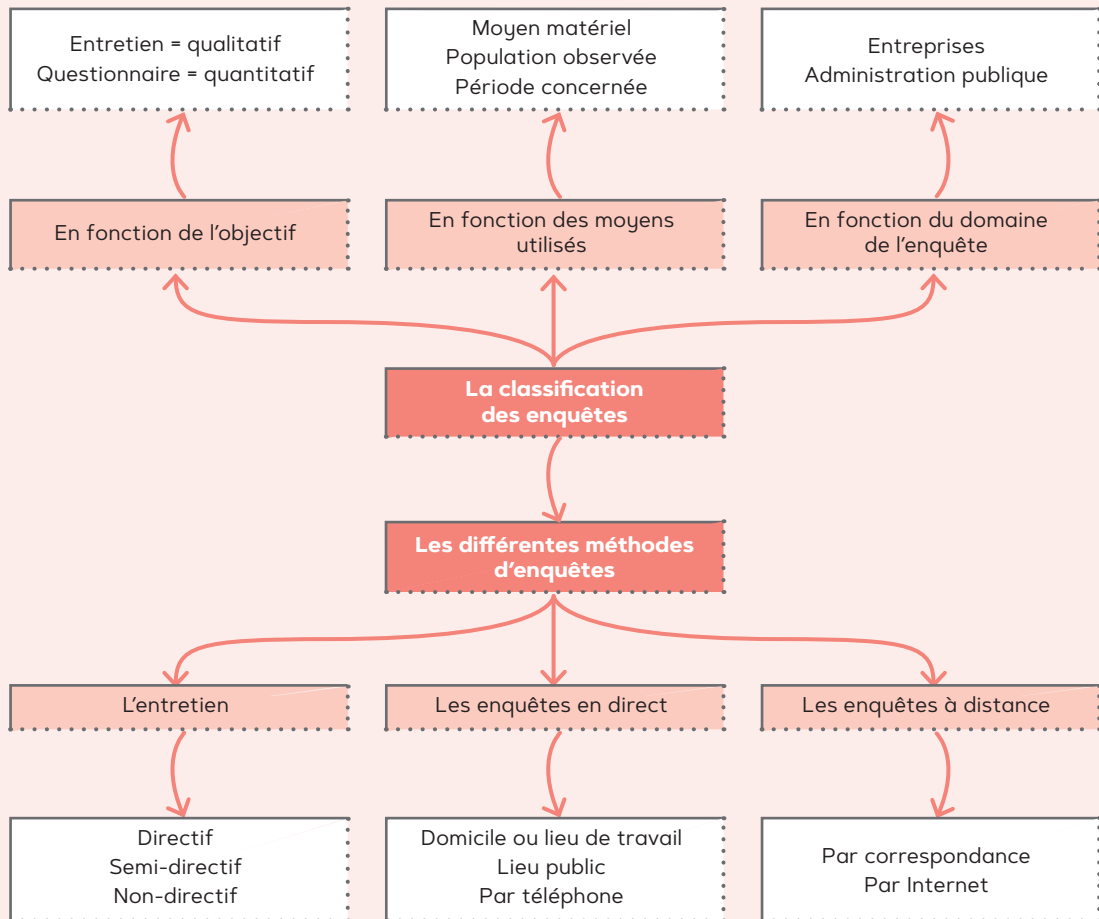 Entretien = qualitatif
Questionnaire = quantitatif
Moyen matériel
Population observée
Période concernée
Entreprises
Administration publique
En fonction de l'objectif
En fonction des moyens
utilisés
En fonction du domaine
de l'enquête
La classification
des enquêtes
Les différentes méthodes
d'enquêtes
L'entretien
Les enquêtes en direct
Les enquêtes à distance
Directif
Semi-directif
Non-directif
Domicile ou lieu de travail
Lieu public
Par téléphone
Par correspondance
Par Internet